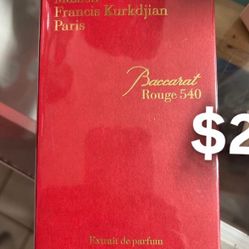 Francis Kurkdjian
Paris
Baccarat
Rouge 540
$2
Extrait de parfum